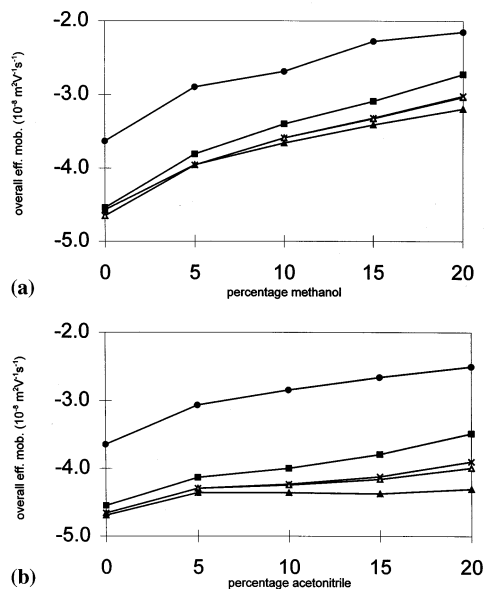 -2.0
-3.0
-4.0
-5.0
overall eff. mob. (10⁻⁸ m²V⁻¹s⁻¹)
0 5 10 15 20
(a) percentage methanol
-2.0
-3.0
-4.0
-5.0
overall eff. mob. (10⁻⁸ m²V⁻¹s⁻¹)
0 5 10 15 20
(b) percentage acetonitrile